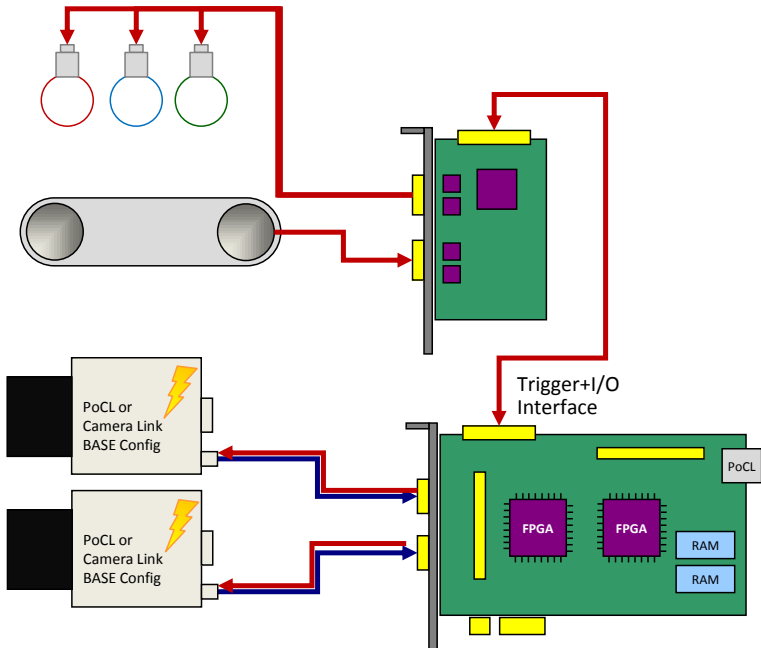 Trigger+I/O
Interface
PoCL or
Camera Link
BASE Config
PoCL
FPGA
FPGA
RAM
RAM
PoCL or
Camera Link
BASE Config